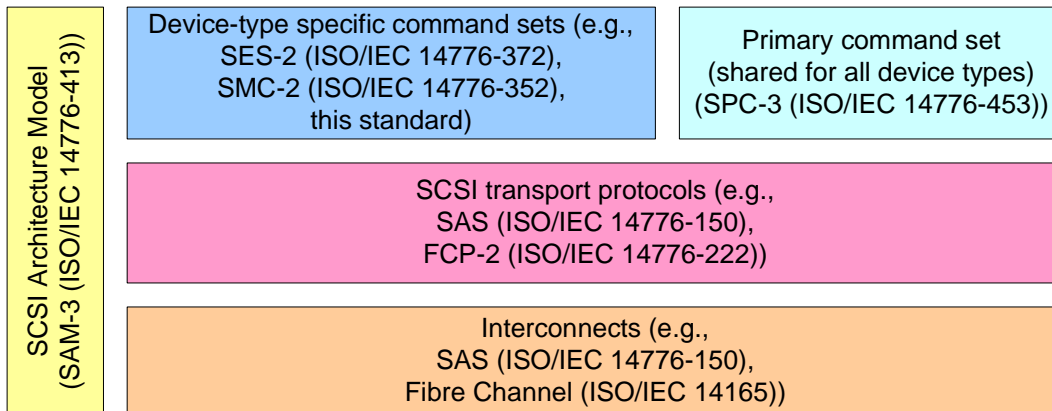 SCSI Architecture Model
(SAM-3 (ISO/IEC 14776-413))
Device-type specific command sets (e.g.,
SES-2 (ISO/IEC 14776-372),
SMC-2 (ISO/IEC 14776-352),
this standard)
Primary command set
(shared for all device types)
(SPC-3 (ISO/IEC 14776-453))
SCSI transport protocols (e.g.,
SAS (ISO/IEC 14776-150),
FCP-2 (ISO/IEC 14776-222))
Interconnects (e.g.,
SAS (ISO/IEC 14776-150),
Fibre Channel (ISO/IEC 14165))